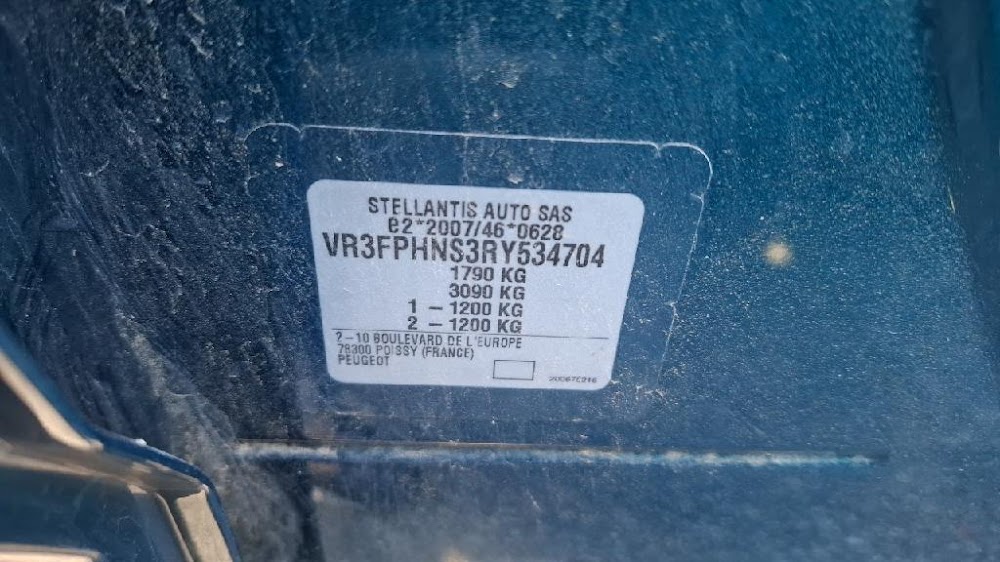 STELLANTIS AUTO SAS
e2*2007/46*0628
VR3FPHNS3RY534704
1790 KG
3090 KG
1 – 1200 KG
2 – 1200 KG
2–10 BOULEVARD DE L'EUROPE
78300 POISSY (FRANCE)
PEUGEOT